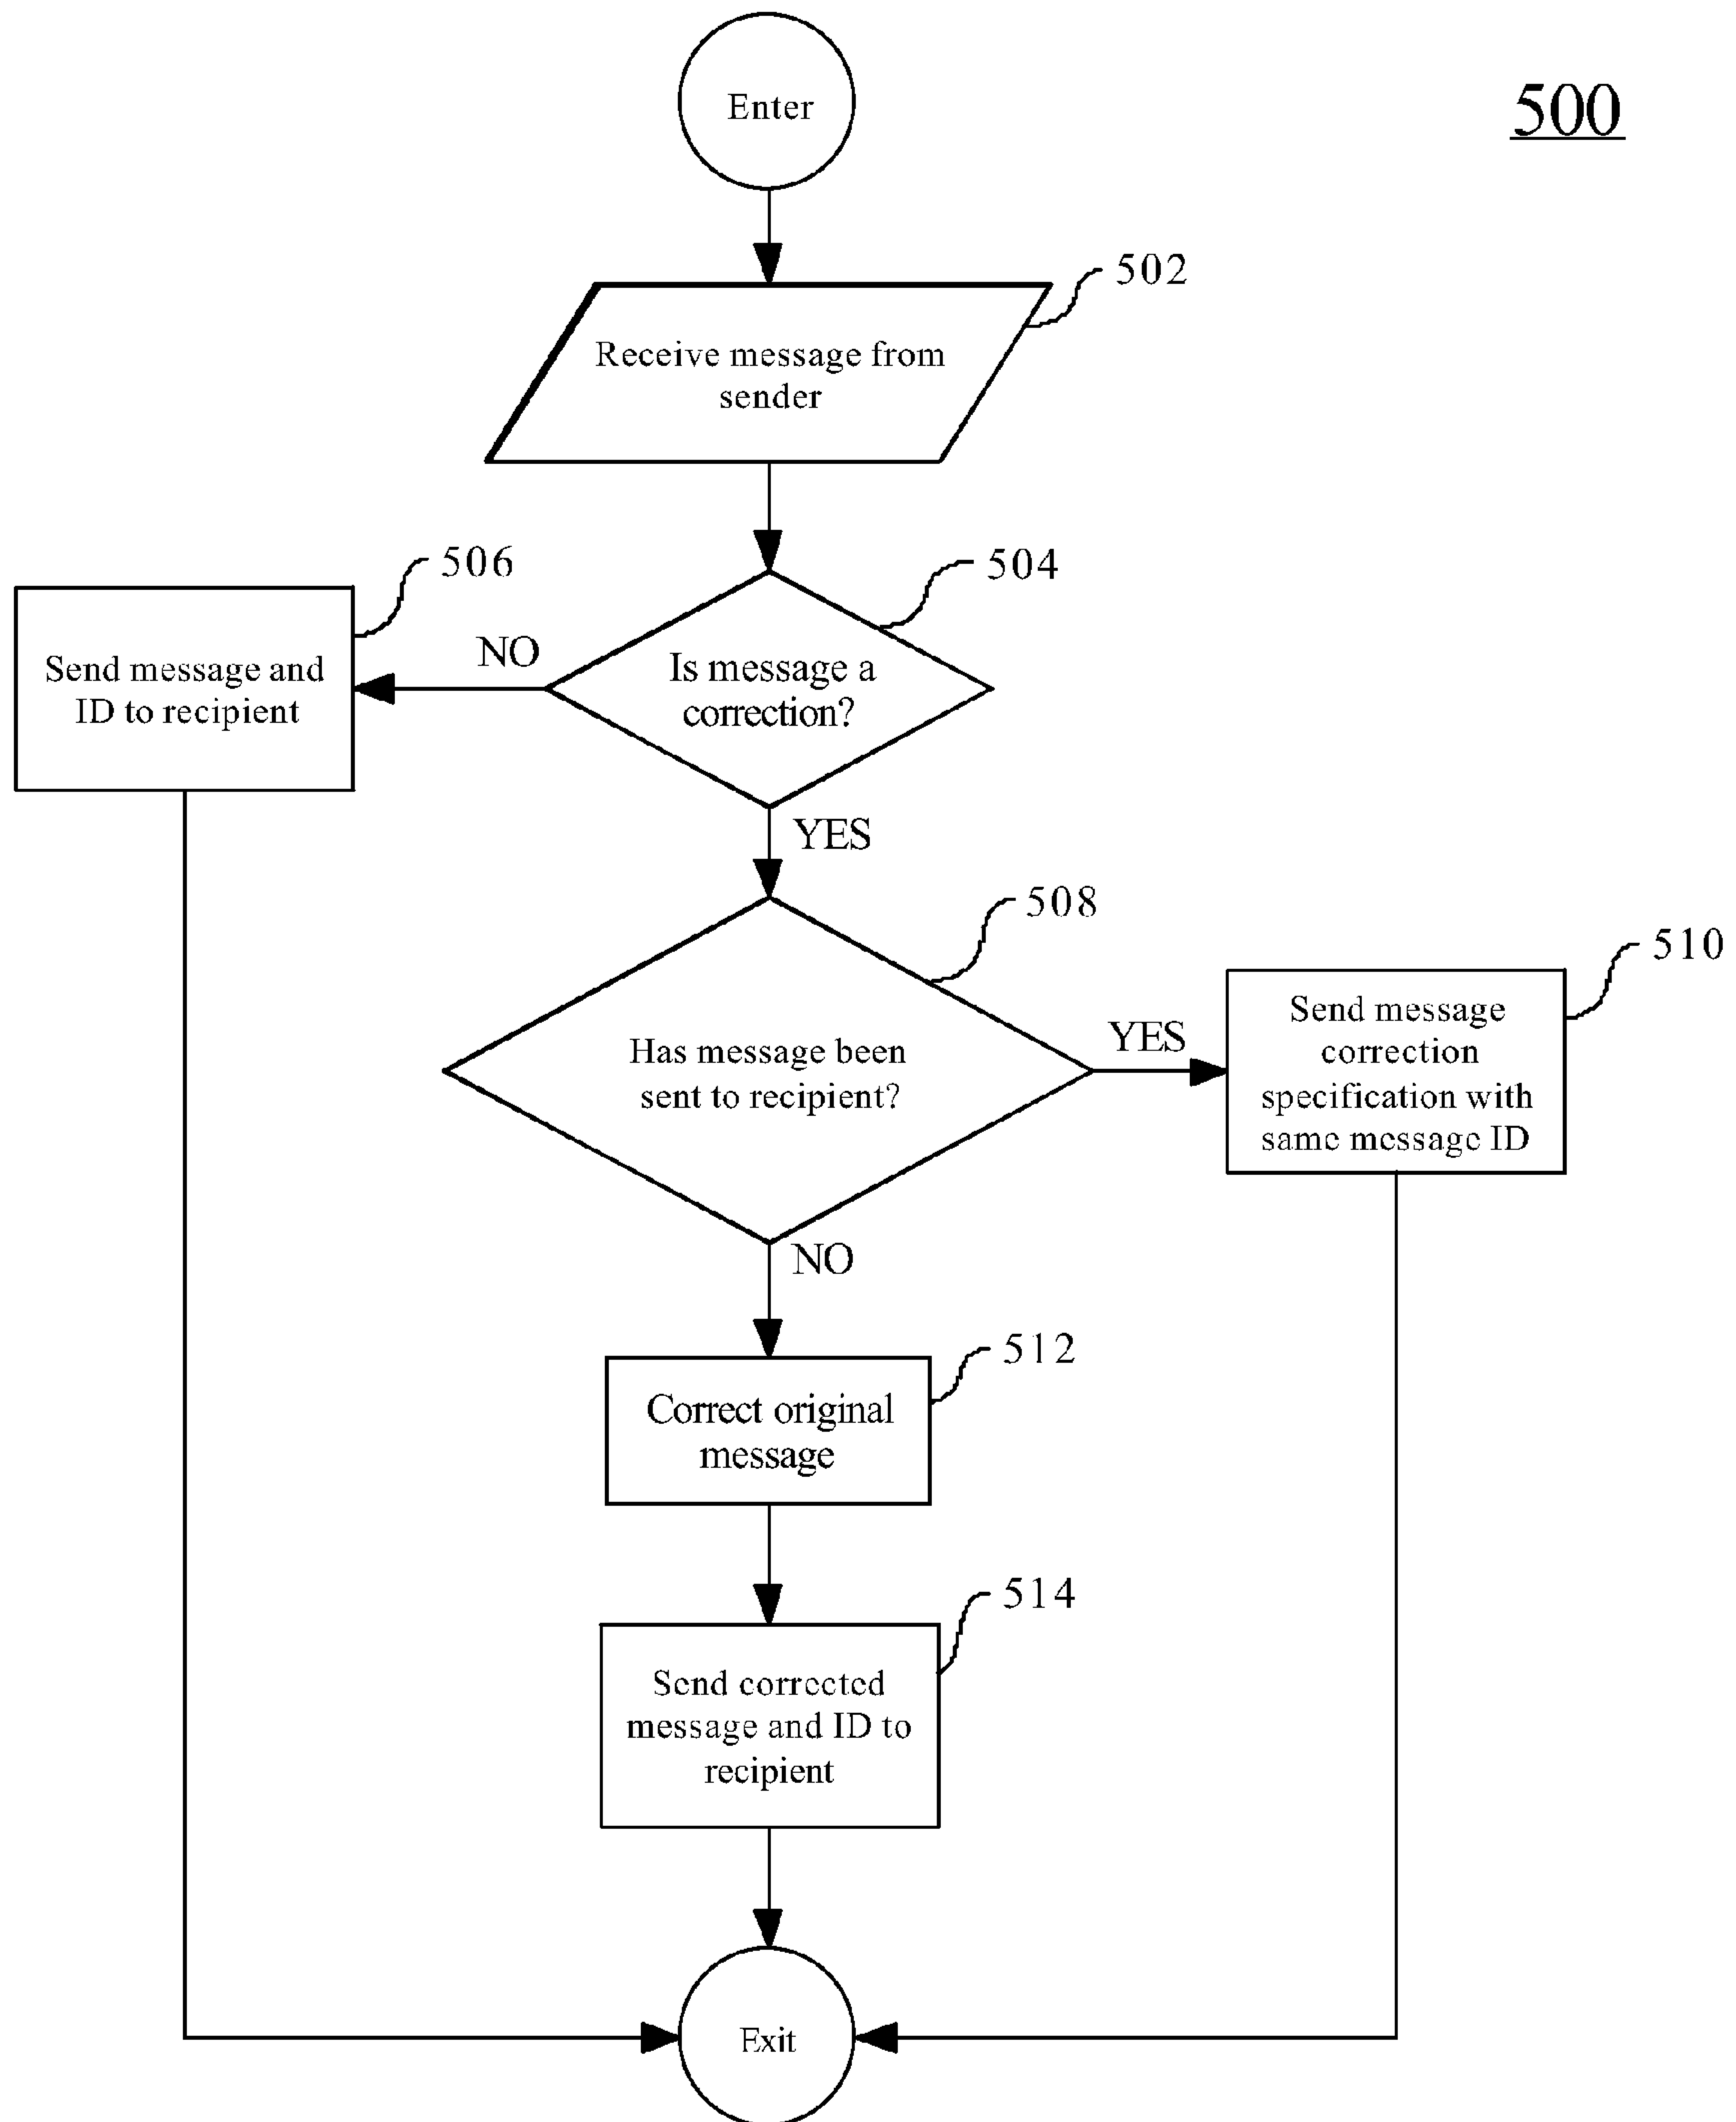 Enter
500
502
Receive message from
sender
506
504
Send message and
ID to recipient
NO
Is message a
correction?
YES
508
510
Has message been
sent to recipient?
YES
Send message
correction
specification with
same message ID
NO
512
Correct original
message
514
Send corrected
message and ID to
recipient
Exit